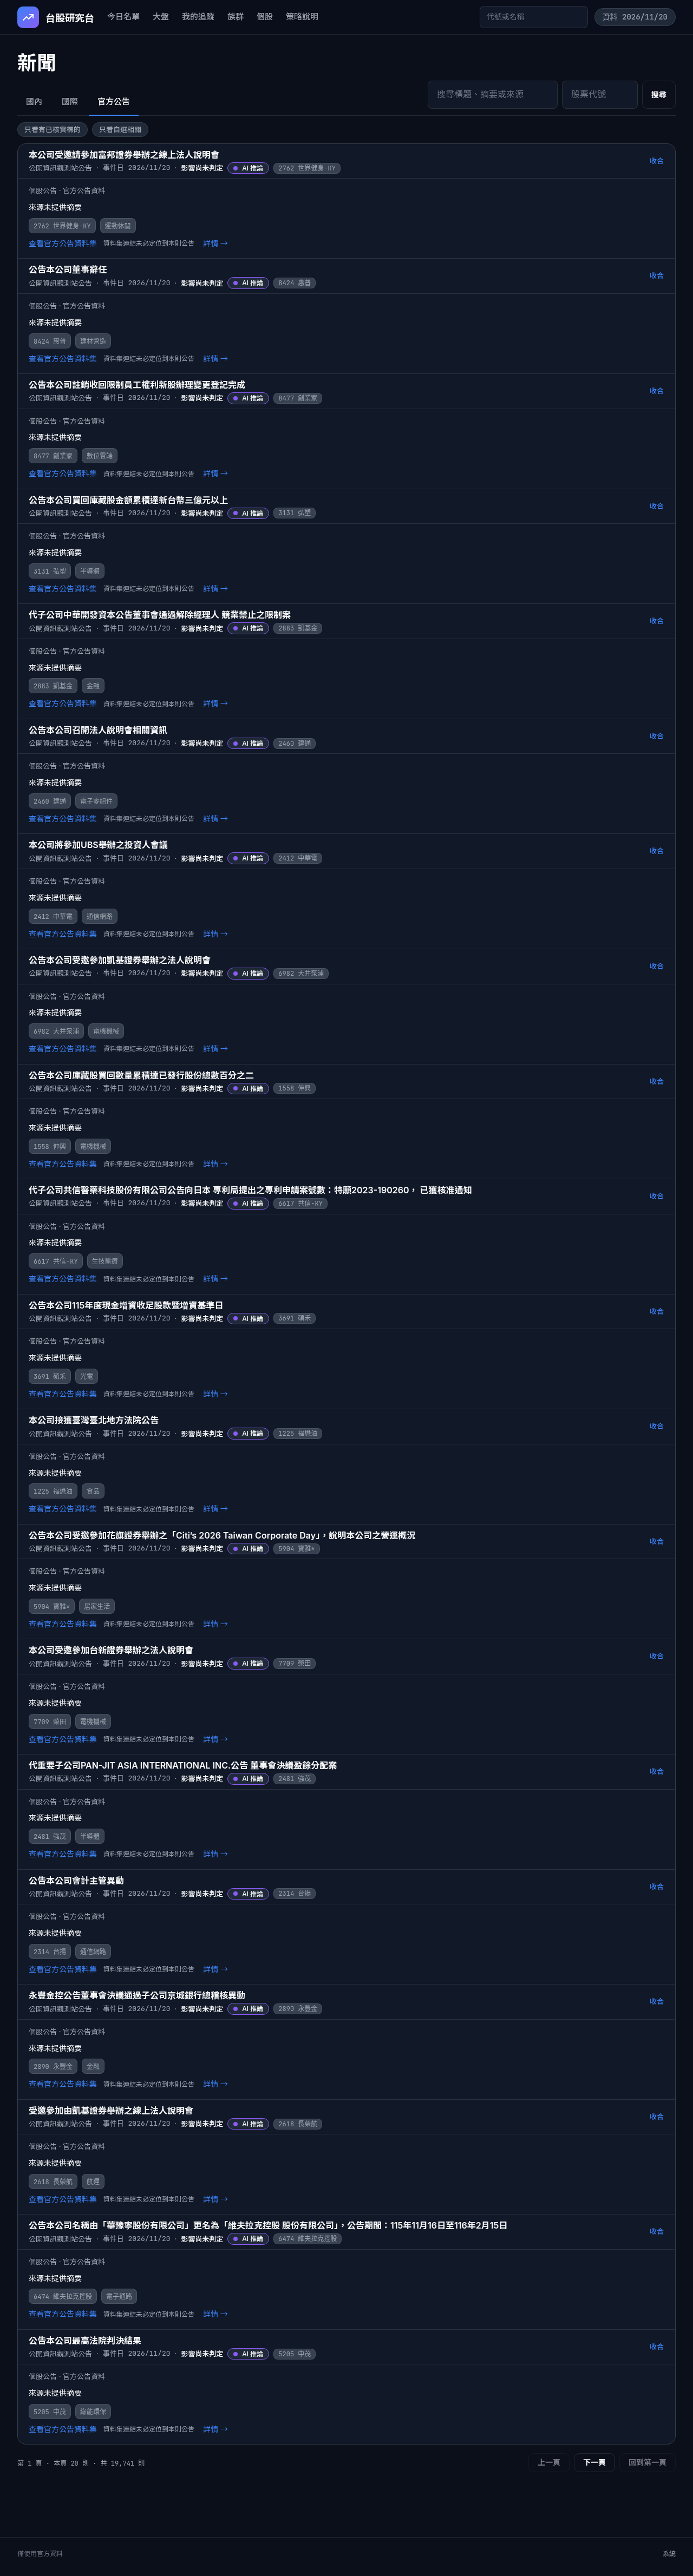 台股研究台 今日名單 大盤 我的追蹤 族群 個股 策略說明 代號或名稱 資料 2026/11/20
新聞
國內 國際 官方公告 搜尋標題、摘要或來源 股票代號 搜尋
只看有已核實標的 只看自選相關
本公司受邀請參加富邦證券舉辦之線上法人說明會 收合
公開資訊觀測站公告 · 事件日 2026/11/20 · 影響尚未判定 AI 推論 2762 世界健身-KY
個股公告 · 官方公告資料
來源未提供摘要
2762 世界健身-KY 運動休閒
查看官方公告資料集 資料集連結未必定位到本則公告 詳情 →
公告本公司董事辭任 收合
公開資訊觀測站公告 · 事件日 2026/11/20 · 影響尚未判定 AI 推論 8424 惠普
個股公告 · 官方公告資料
來源未提供摘要
8424 惠普 建材營造
查看官方公告資料集 資料集連結未必定位到本則公告 詳情 →
公告本公司註銷收回限制員工權利新股辦理變更登記完成 收合
公開資訊觀測站公告 · 事件日 2026/11/20 · 影響尚未判定 AI 推論 8477 創業家
個股公告 · 官方公告資料
來源未提供摘要
8477 創業家 數位雲端
查看官方公告資料集 資料集連結未必定位到本則公告 詳情 →
公告本公司買回庫藏股金額累積達新台幣三億元以上 收合
公開資訊觀測站公告 · 事件日 2026/11/20 · 影響尚未判定 AI 推論 3131 弘塑
個股公告 · 官方公告資料
來源未提供摘要
3131 弘塑 半導體
查看官方公告資料集 資料集連結未必定位到本則公告 詳情 →
代子公司中華開發資本公告董事會通過解除經理人 競業禁止之限制案 收合
公開資訊觀測站公告 · 事件日 2026/11/20 · 影響尚未判定 AI 推論 2883 凱基金
個股公告 · 官方公告資料
來源未提供摘要
2883 凱基金 金融
查看官方公告資料集 資料集連結未必定位到本則公告 詳情 →
公告本公司召開法人說明會相關資訊 收合
公開資訊觀測站公告 · 事件日 2026/11/20 · 影響尚未判定 AI 推論 2460 建通
個股公告 · 官方公告資料
來源未提供摘要
2460 建通 電子零組件
查看官方公告資料集 資料集連結未必定位到本則公告 詳情 →
本公司將參加UBS舉辦之投資人會議 收合
公開資訊觀測站公告 · 事件日 2026/11/20 · 影響尚未判定 AI 推論 2412 中華電
個股公告 · 官方公告資料
來源未提供摘要
2412 中華電 通信網路
查看官方公告資料集 資料集連結未必定位到本則公告 詳情 →
公告本公司受邀參加凱基證券舉辦之法人說明會 收合
公開資訊觀測站公告 · 事件日 2026/11/20 · 影響尚未判定 AI 推論 6982 大井泵浦
個股公告 · 官方公告資料
來源未提供摘要
6982 大井泵浦 電機機械
查看官方公告資料集 資料集連結未必定位到本則公告 詳情 →
公告本公司庫藏股買回數量累積達已發行股份總數百分之二 收合
公開資訊觀測站公告 · 事件日 2026/11/20 · 影響尚未判定 AI 推論 1558 伸興
個股公告 · 官方公告資料
來源未提供摘要
1558 伸興 電機機械
查看官方公告資料集 資料集連結未必定位到本則公告 詳情 →
代子公司共信醫藥科技股份有限公司公告向日本 專利局提出之專利申請案號數：特願2023-190260， 已獲核准通知 收合
公開資訊觀測站公告 · 事件日 2026/11/20 · 影響尚未判定 AI 推論 6617 共信-KY
個股公告 · 官方公告資料
來源未提供摘要
6617 共信-KY 生技醫療
查看官方公告資料集 資料集連結未必定位到本則公告 詳情 →
公告本公司115年度現金增資收足股款暨增資基準日 收合
公開資訊觀測站公告 · 事件日 2026/11/20 · 影響尚未判定 AI 推論 3691 碩禾
個股公告 · 官方公告資料
來源未提供摘要
3691 碩禾 光電
查看官方公告資料集 資料集連結未必定位到本則公告 詳情 →
本公司接獲臺灣臺北地方法院公告 收合
公開資訊觀測站公告 · 事件日 2026/11/20 · 影響尚未判定 AI 推論 1225 福懋油
個股公告 · 官方公告資料
來源未提供摘要
1225 福懋油 食品
查看官方公告資料集 資料集連結未必定位到本則公告 詳情 →
公告本公司受邀參加花旗證券舉辦之「Citi's 2026 Taiwan Corporate Day」，說明本公司之營運概況 收合
公開資訊觀測站公告 · 事件日 2026/11/20 · 影響尚未判定 AI 推論 5904 寶雅*
個股公告 · 官方公告資料
來源未提供摘要
5904 寶雅* 居家生活
查看官方公告資料集 資料集連結未必定位到本則公告 詳情 →
本公司受邀參加台新證券舉辦之法人說明會 收合
公開資訊觀測站公告 · 事件日 2026/11/20 · 影響尚未判定 AI 推論 7709 榮田
個股公告 · 官方公告資料
來源未提供摘要
7709 榮田 電機機械
查看官方公告資料集 資料集連結未必定位到本則公告 詳情 →
代重要子公司PAN-JIT ASIA INTERNATIONAL INC.公告 董事會決議盈餘分配案 收合
公開資訊觀測站公告 · 事件日 2026/11/20 · 影響尚未判定 AI 推論 2481 強茂
個股公告 · 官方公告資料
來源未提供摘要
2481 強茂 半導體
查看官方公告資料集 資料集連結未必定位到本則公告 詳情 →
公告本公司會計主管異動 收合
公開資訊觀測站公告 · 事件日 2026/11/20 · 影響尚未判定 AI 推論 2314 台揚
個股公告 · 官方公告資料
來源未提供摘要
2314 台揚 通信網路
查看官方公告資料集 資料集連結未必定位到本則公告 詳情 →
永豐金控公告董事會決議通過子公司京城銀行總稽核異動 收合
公開資訊觀測站公告 · 事件日 2026/11/20 · 影響尚未判定 AI 推論 2890 永豐金
個股公告 · 官方公告資料
來源未提供摘要
2890 永豐金 金融
查看官方公告資料集 資料集連結未必定位到本則公告 詳情 →
受邀參加由凱基證券舉辦之線上法人說明會 收合
公開資訊觀測站公告 · 事件日 2026/11/20 · 影響尚未判定 AI 推論 2618 長榮航
個股公告 · 官方公告資料
來源未提供摘要
2618 長榮航 航運
查看官方公告資料集 資料集連結未必定位到本則公告 詳情 →
公告本公司名稱由「華豫寧股份有限公司」更名為「維夫拉克控股 股份有限公司」，公告期間：115年11月16日至116年2月15日 收合
公開資訊觀測站公告 · 事件日 2026/11/20 · 影響尚未判定 AI 推論 6474 維夫拉克控股
個股公告 · 官方公告資料
來源未提供摘要
6474 維夫拉克控股 電子通路
查看官方公告資料集 資料集連結未必定位到本則公告 詳情 →
公告本公司最高法院判決結果 收合
公開資訊觀測站公告 · 事件日 2026/11/20 · 影響尚未判定 AI 推論 5205 中茂
個股公告 · 官方公告資料
來源未提供摘要
5205 中茂 綠能環保
查看官方公告資料集 資料集連結未必定位到本則公告 詳情 →
第 1 頁 · 本頁 20 則 · 共 19,741 則 上一頁 下一頁 回到第一頁
僅使用官方資料 系統